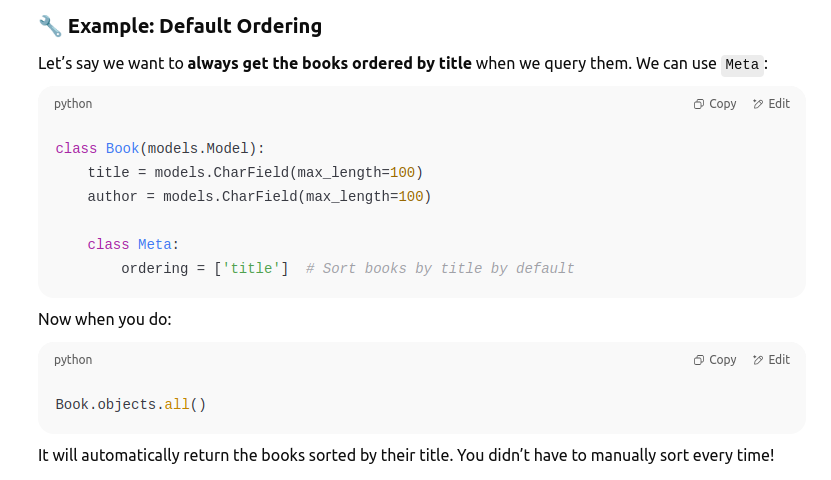 🔧 Example: Default Ordering
Let’s say we want to always get the books ordered by title when we query them. We can use Meta:
python Copy Edit
class Book(models.Model):
    title = models.CharField(max_length=100)
    author = models.CharField(max_length=100)
    class Meta:
        ordering = ['title']  # Sort books by title by default
Now when you do:
python Copy Edit
Book.objects.all()
It will automatically return the books sorted by their title. You didn’t have to manually sort every time!